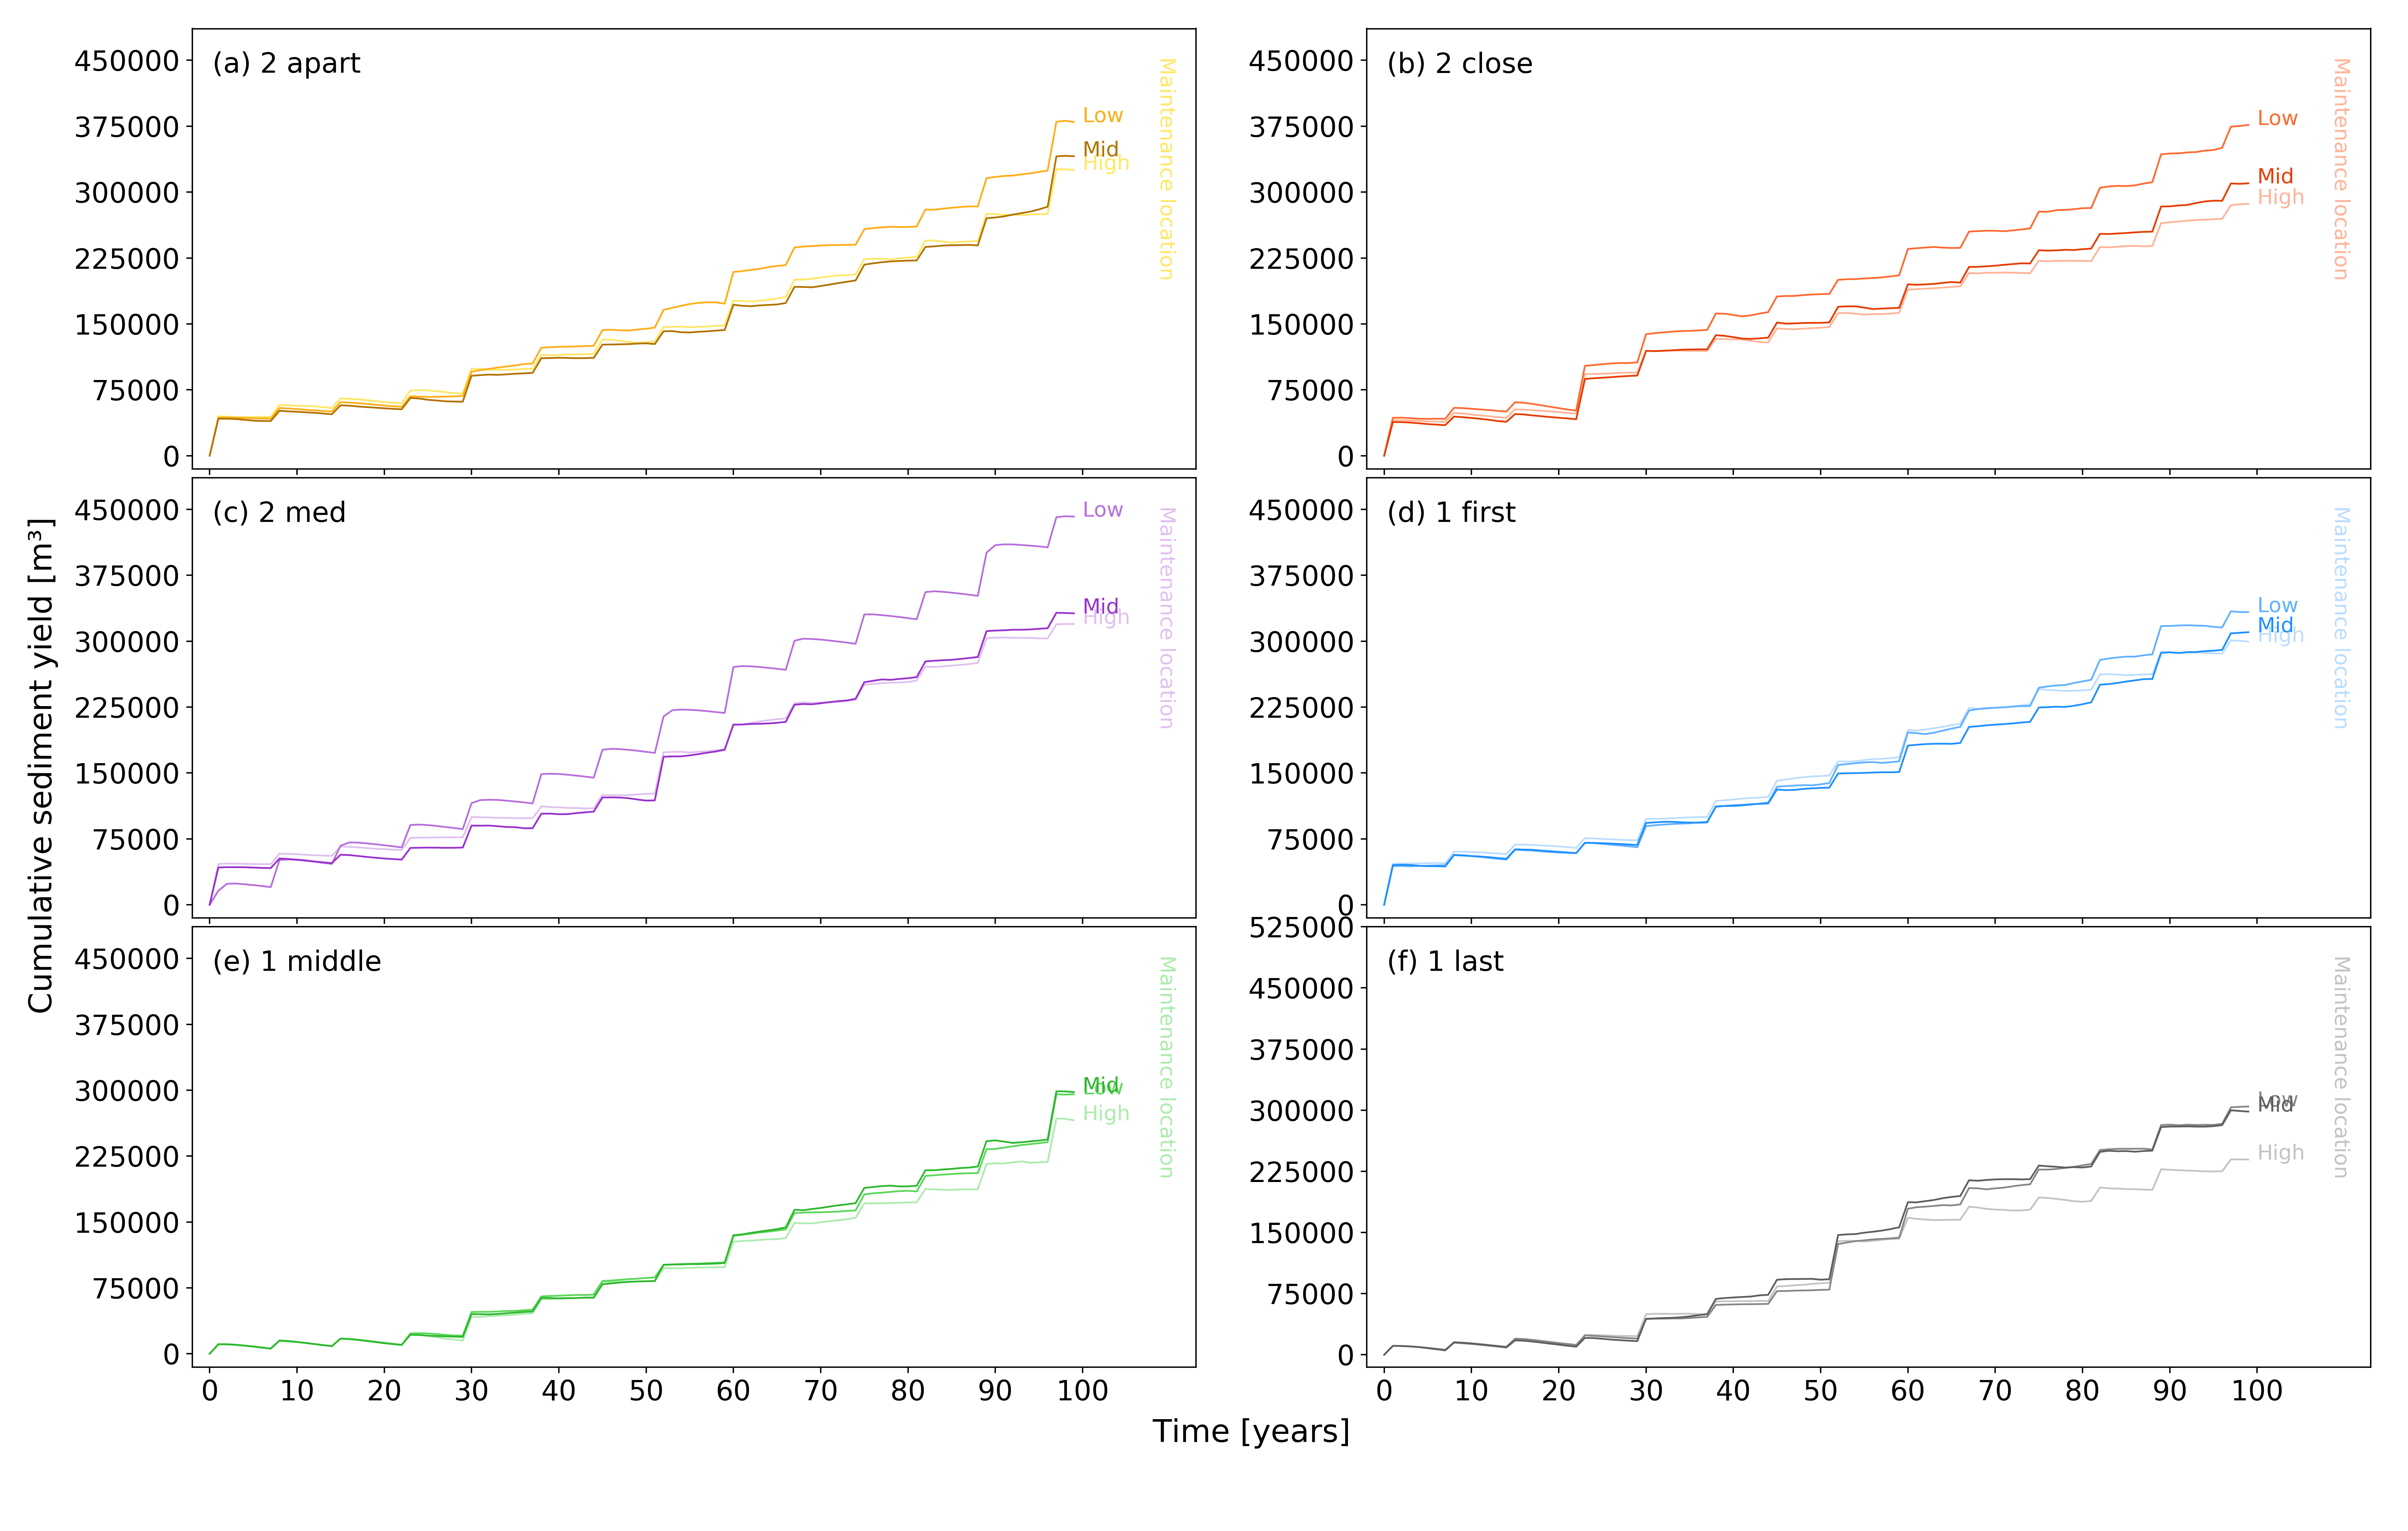 Cumulative sediment yield [m³]
(a) 2 apart
450000
375000
300000
225000
150000
75000
0
Low
Mid
High
Maintenance location
(b) 2 close
450000
375000
300000
225000
150000
75000
0
Low
Mid
High
Maintenance location
(c) 2 med
450000
375000
300000
225000
150000
75000
0
Low
Mid
High
Maintenance location
(d) 1 first
450000
375000
300000
225000
150000
75000
0
Low
Mid
High
Maintenance location
(e) 1 middle
450000
375000
300000
225000
150000
75000
0
Mid
Low
High
Maintenance location
0 10 20 30 40 50 60 70 80 90 100
(f) 1 last
525000
450000
375000
300000
225000
150000
75000
0
Low
Mid
High
Maintenance location
0 10 20 30 40 50 60 70 80 90 100
Time [years]